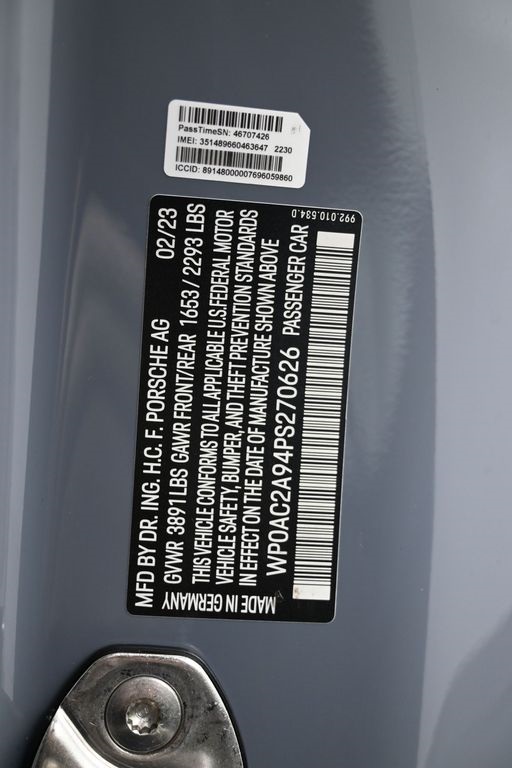 PassTimeSN: 46707426
IMEI: 351489660463647 2230
ICCID: 89148000007696059860
MFD BY DR. ING. H.C. F. PORSCHE AG 02/23
GVWR 3891 LBS GAWR FRONT/REAR 1653 / 2293 LBS
THIS VEHICLE CONFORMS TO ALL APPLICABLE U.S.FEDERAL MOTOR
VEHICLE SAFETY, BUMPER, AND THEFT PREVENTION STANDARDS
IN EFFECT ON THE DATE OF MANUFACTURE SHOWN ABOVE
WP0AC2A94PS270626 PASSENGER CAR
MADE IN GERMANY
992.010.534.D